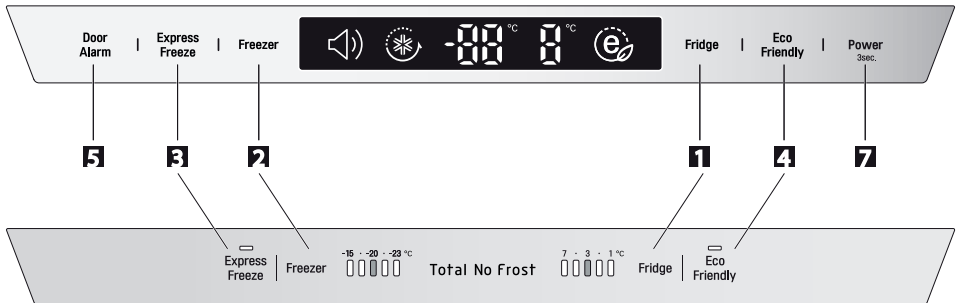 Door Alarm | Express Freeze | Freezer -88 °C 8 °C e Fridge | Eco Friendly | Power 3sec.
5 3 2 1 4 7
-15 · -20 · -23 °C 7 · 3 · 1 °C
Express Freeze | Freezer Total No Frost Fridge | Eco Friendly